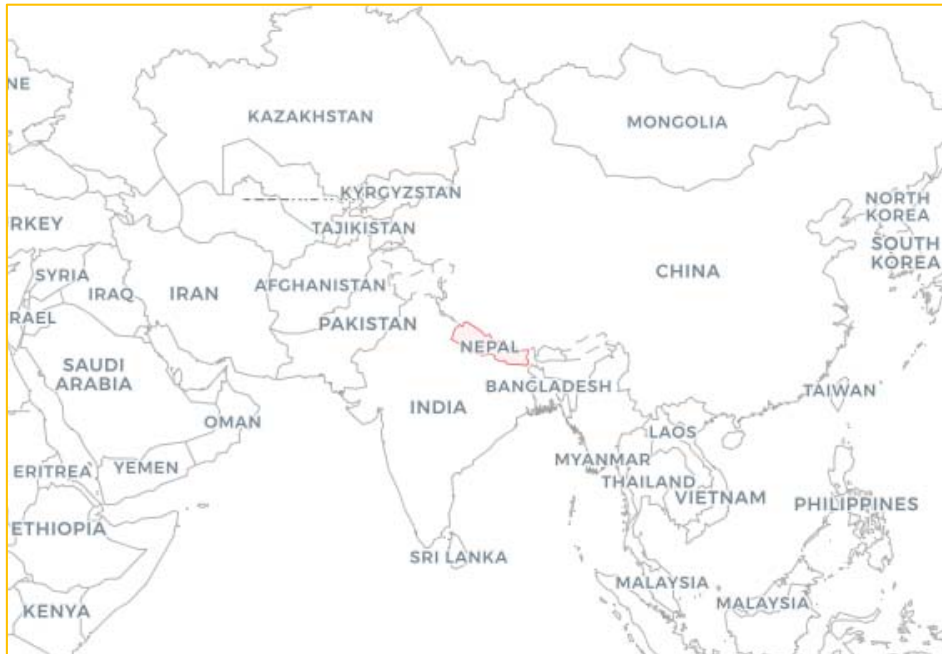 NE
KAZAKHSTAN
MONGOLIA
KYRGYZSTAN
NORTH
KOREA
RKEY
TAJIKISTAN
SOUTH
KOREA
SYRIA
IRAQ
IRAN
AFGHANISTAN
CHINA
RAEL
PAKISTAN
NEPAL
SAUDI
ARABIA
BANGLADESH
TAIWAN
INDIA
OMAN
LAOS
ERITREA
YEMEN
MYANMAR
THAILAND
VIETNAM
PHILIPPINES
ETHIOPIA
SRI LANKA
MALAYSIA
MALAYSIA
KENYA